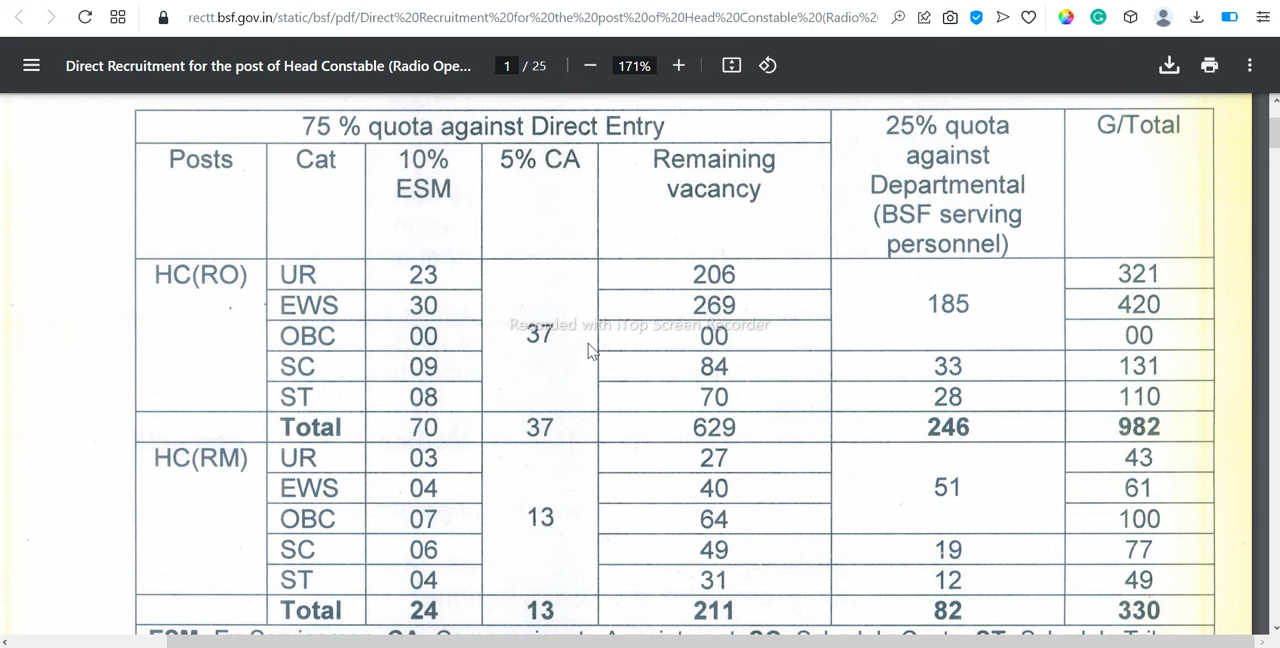 rectt.bsf.gov.in/static/bsf/pdf/Direct%20Recruitment%20for%20the%20post%20of%20Head%20Constable%20(Radio%20
Direct Recruitment for the post of Head Constable (Radio Ope... 1 / 25 171%
75 % quota against Direct Entry 25% quota against Departmental (BSF serving personnel) G/Total
Posts Cat 10% ESM 5% CA Remaining vacancy
HC(RO) UR 23 206 321
EWS 30 269 185 420
Recorded with iTop Screen Recorder
OBC 00 37 00 00
SC 09 84 33 131
ST 08 70 28 110
Total 70 37 629 246 982
HC(RM) UR 03 27 43
EWS 04 40 51 61
OBC 07 13 64 100
SC 06 49 19 77
ST 04 31 12 49
Total 24 13 211 82 330